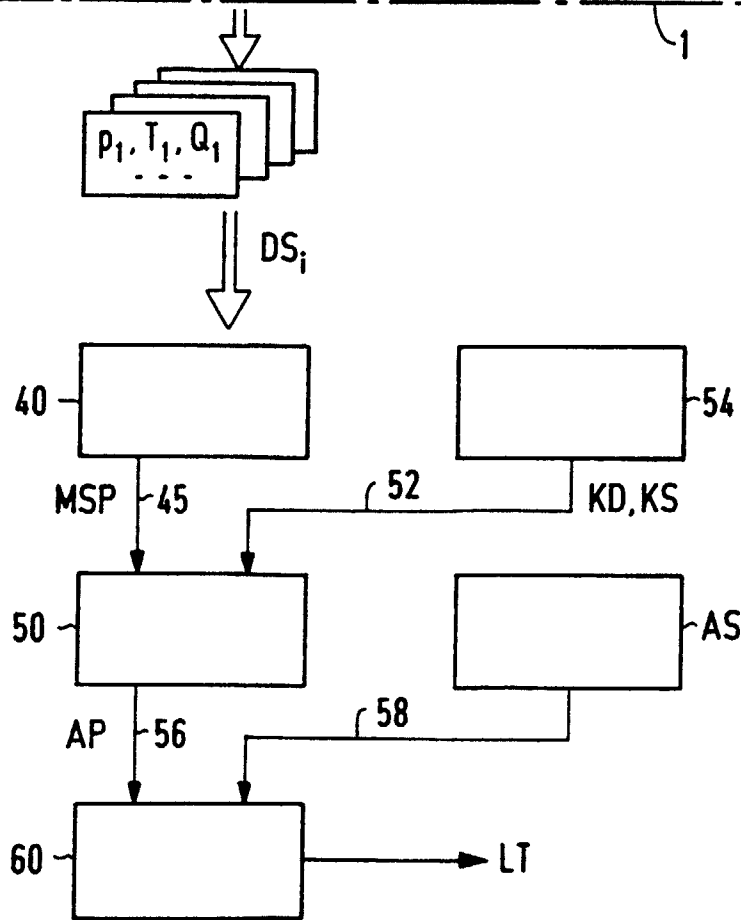 1
p₁, T₁, Q₁
- - -
DSᵢ
40
54
MSP
45
52
KD, KS
50
AS
AP
56
58
60
LT